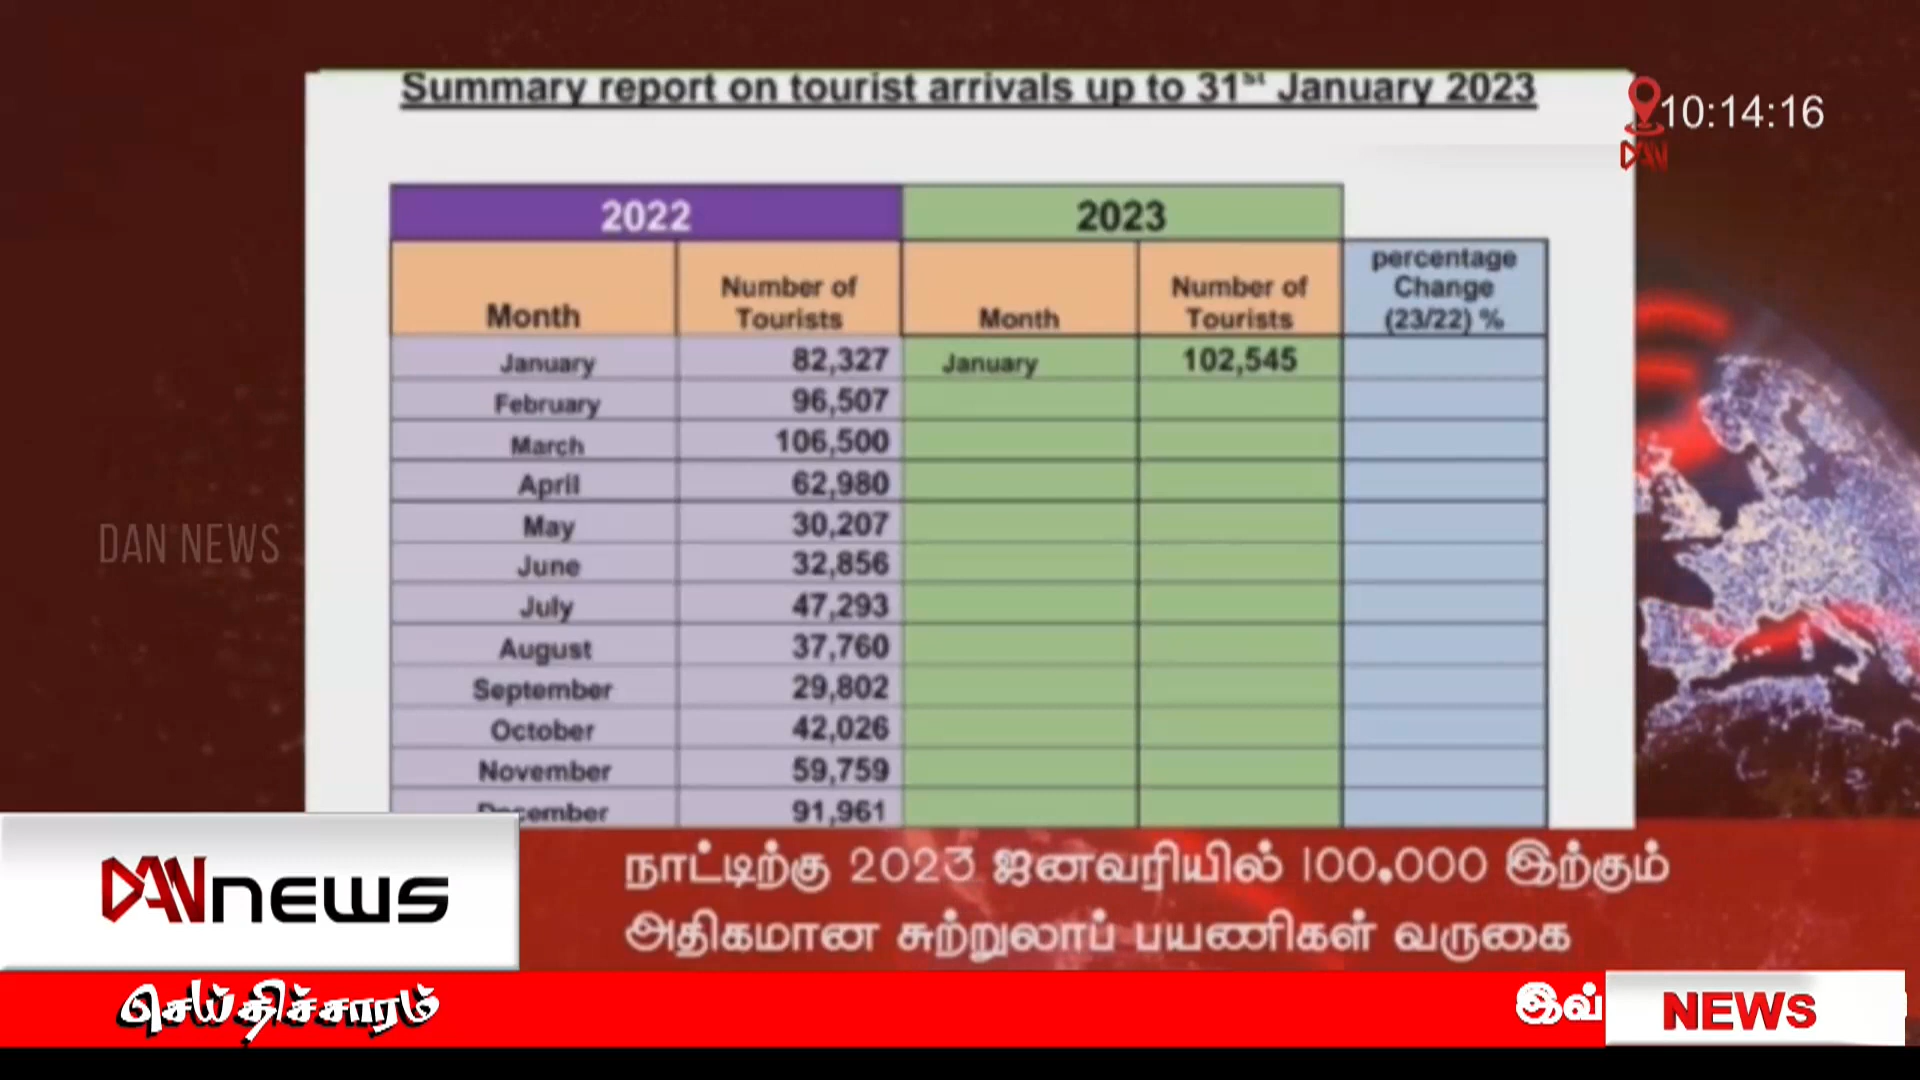 Summary report on tourist arrivals up to 31st January 2023
10:14:16
DAN
2022 2023
Month Number of Tourists Month Number of Tourists percentage Change (23/22) %
January 82,327 January 102,545
February 96,507
March 106,500
April 62,980
May 30,207
June 32,856
July 47,293
August 37,760
September 29,802
October 42,026
November 59,759
December 91,961
DAN NEWS
DAN news
நாட்டிற்கு 2023 ஜனவரியில் 100,000 இற்கும்
அதிகமான சுற்றுலாப் பயணிகள் வருகை
செய்திச்சாரம்
இவ்
NEWS